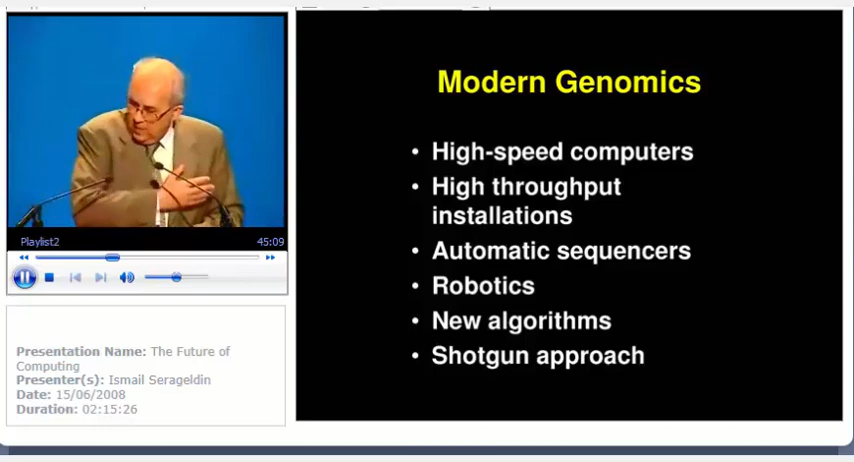 Playlist2 45:09
Presentation Name: The Future of
Computing
Presenter(s): Ismail Serageldin
Date: 15/06/2008
Duration: 02:15:26
Modern Genomics
• High-speed computers
• High throughput
installations
• Automatic sequencers
• Robotics
• New algorithms
• Shotgun approach